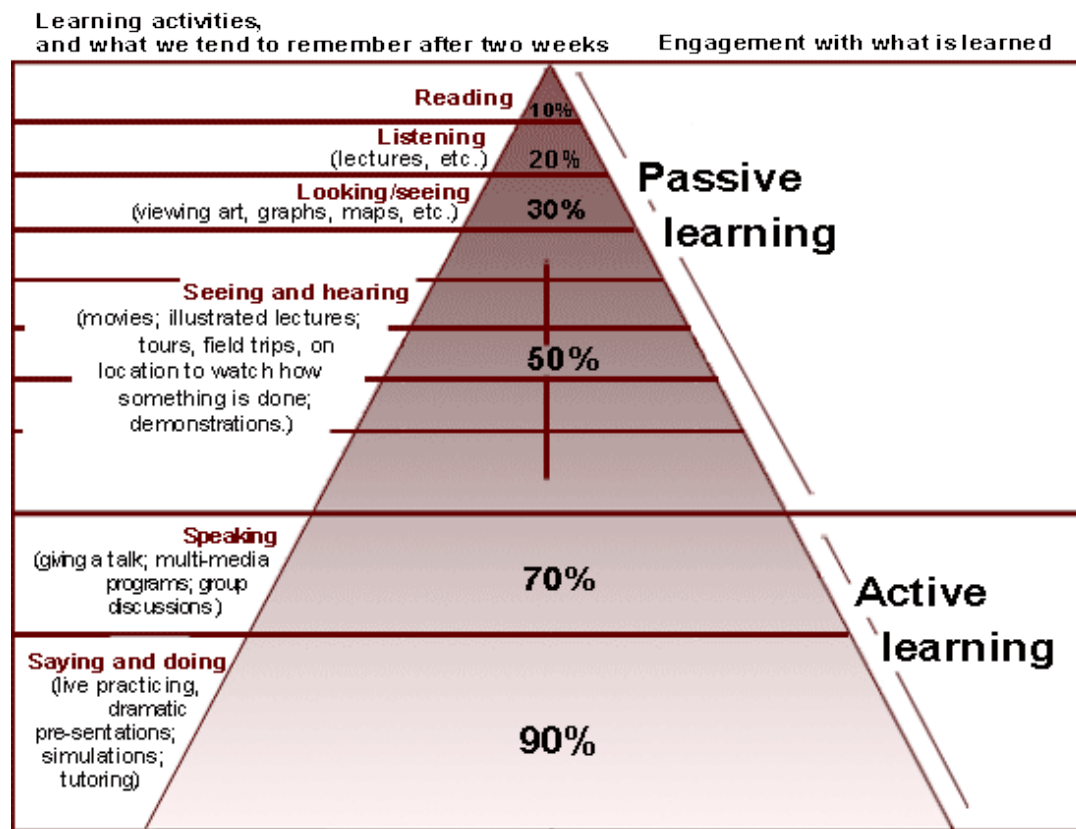 Learning activities,
and what we tend to remember after two weeks
Engagement with what is learned
Reading
10%
Listening
(lectures, etc.)
20%
Looking/seeing
(viewing art, graphs, maps, etc.)
30%
Passive
learning
Seeing and hearing
(movies; illustrated lectures;
tours, field trips, on
location to watch how
something is done;
demonstrations.)
50%
Speaking
(giving a talk; multi-media
programs; group
discussions)
70%
Active
learning
Saying and doing
(live practicing,
dramatic
pre-sentations;
simulations;
tutoring)
90%